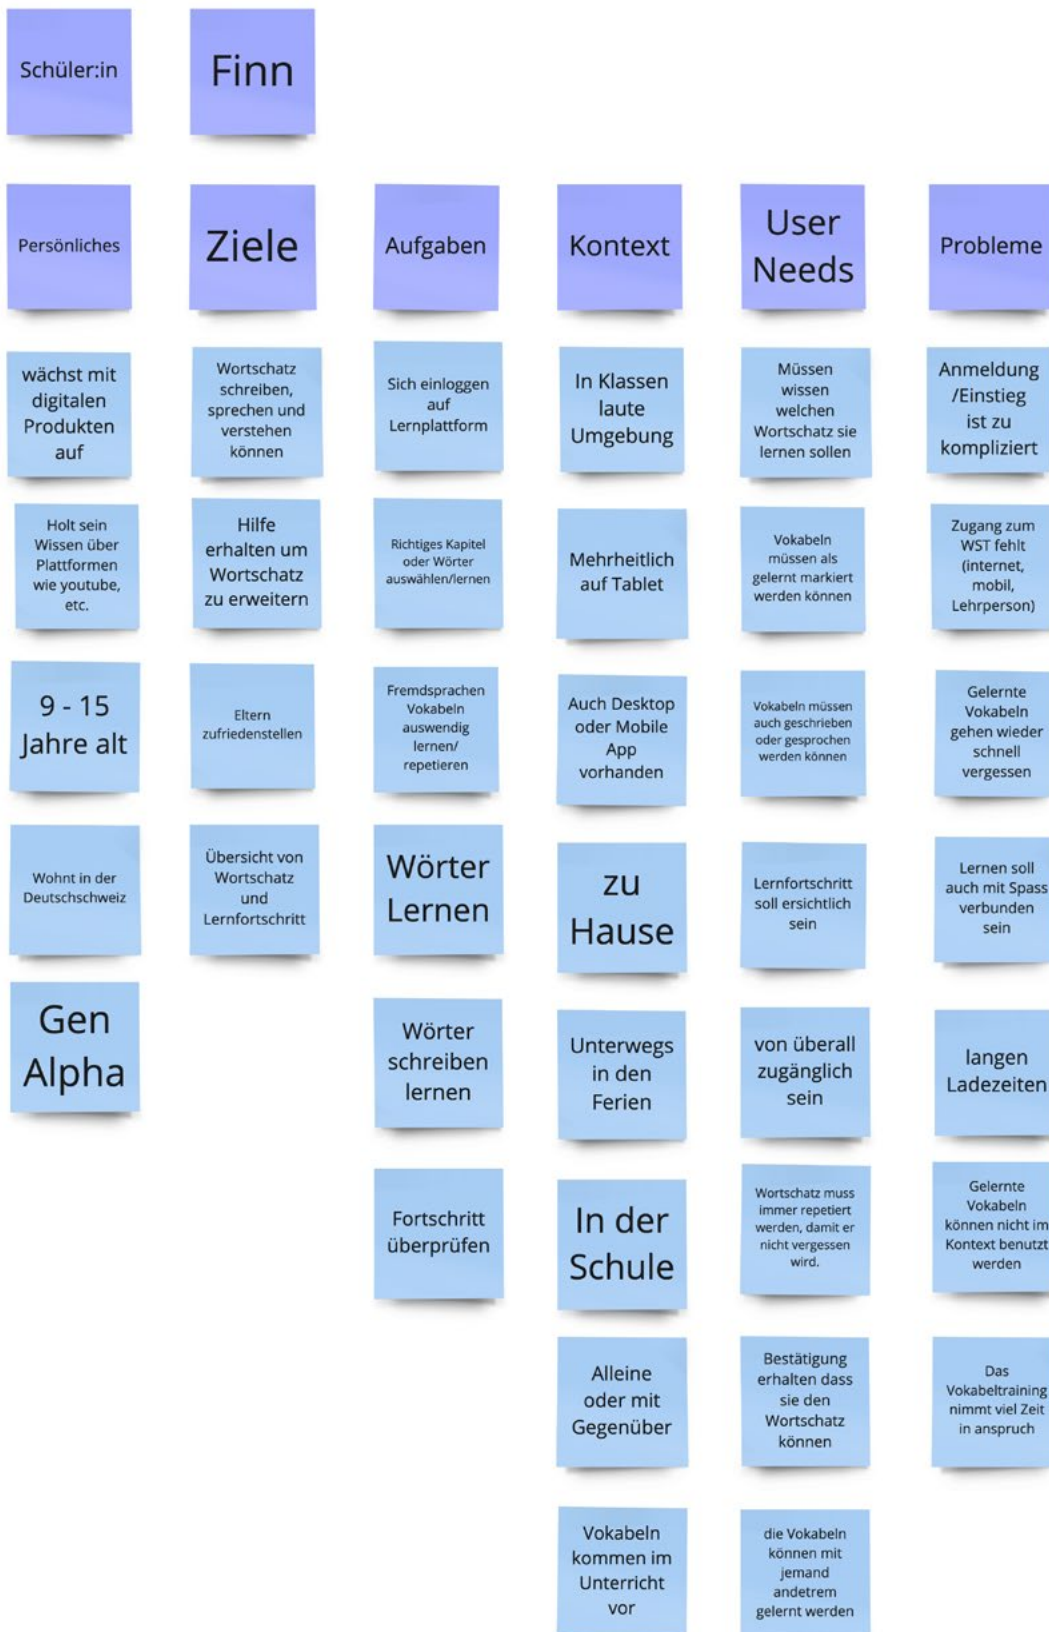 Schüler:in
Finn
Persönliches
Ziele
Aufgaben
Kontext
User
Needs
Probleme
wächst mit
digitalen
Produkten
auf
Wortschatz
schreiben,
sprechen und
verstehen
können
Sich einloggen
auf
Lernplattform
In Klassen
laute
Umgebung
Müssen
wissen
welchen
Wortschatz sie
lernen sollen
Anmeldung
/Einstieg
ist zu
kompliziert
Holt sein
Wissen über
Plattformen
wie youtube,
etc.
Hilfe
erhalten um
Wortschatz
zu erweitern
Richtiges Kapitel
oder Wörter
auswählen/lernen
Mehrheitlich
auf Tablet
Vokabeln
müssen als
gelernt markiert
werden können
Zugang zum
WST fehlt
(internet,
mobil,
Lehrperson)
9 - 15
Jahre alt
Eltern
zufriedenstellen
Fremdsprachen
Vokabeln
auswendig
lernen/
repetieren
Auch Desktop
oder Mobile
App
vorhanden
Vokabeln müssen
auch geschrieben
oder gesprochen
werden können
Gelernte
Vokabeln
gehen wieder
schnell
vergessen
Wohnt in der
Deutschschweiz
Übersicht von
Wortschatz
und
Lernfortschritt
Wörter
Lernen
zu
Hause
Lernfortschritt
soll ersichtlich
sein
Lernen soll
auch mit Spass
verbunden
sein
Gen
Alpha
Wörter
schreiben
lernen
Unterwegs
in den
Ferien
von überall
zugänglich
sein
langen
Ladezeiten
Fortschritt
überprüfen
In der
Schule
Wortschatz muss
immer repetiert
werden, damit er
nicht vergessen
wird.
Gelernte
Vokabeln
können nicht im
Kontext benutzt
werden
Alleine
oder mit
Gegenüber
Bestätigung
erhalten dass
sie den
Wortschatz
können
Das
Vokabeltraining
nimmt viel Zeit
in anspruch
Vokabeln
kommen im
Unterricht
vor
die Vokabeln
können mit
jemand
andetrem
gelernt werden